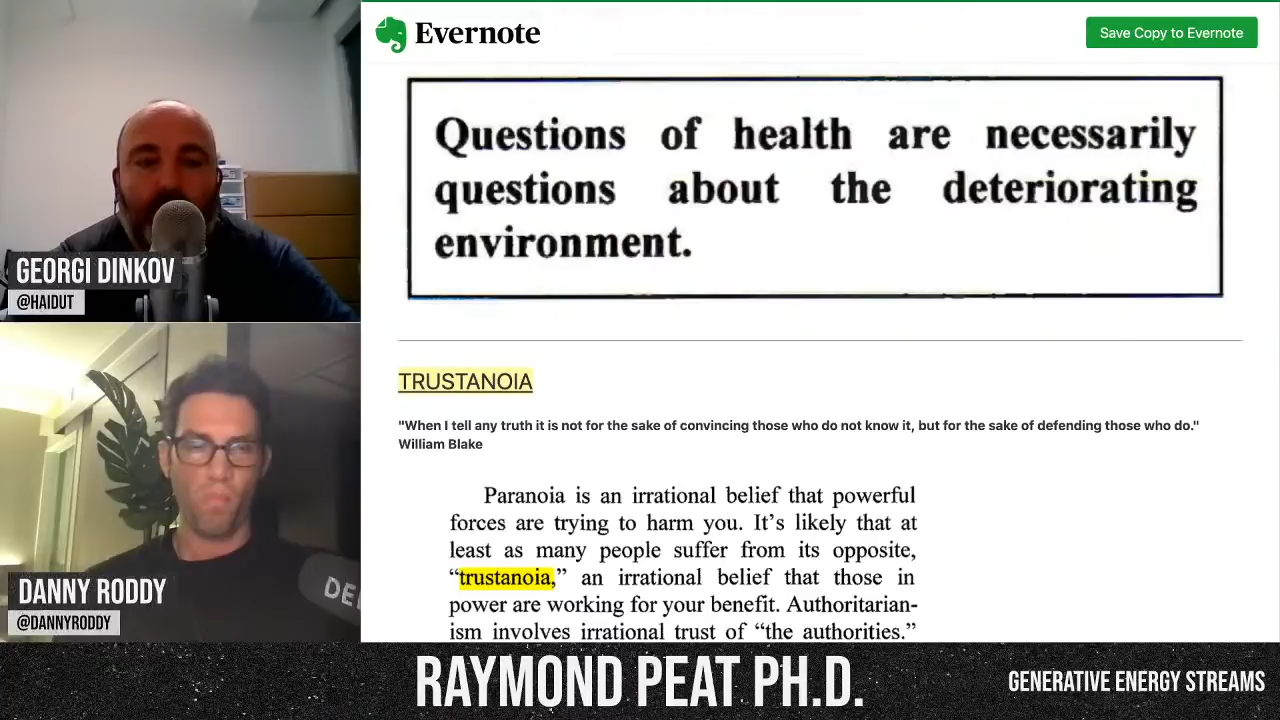 GEORGI DINKOV
@HAIDUT
DANNY RODDY
@DANNYRODDY
DE
Evernote
Save Copy to Evernote
Questions of health are necessarily
questions about the deteriorating
environment.
TRUSTANOIA
"When I tell any truth it is not for the sake of convincing those who do not know it, but for the sake of defending those who do."
William Blake
Paranoia is an irrational belief that powerful
forces are trying to harm you. It's likely that at
least as many people suffer from its opposite,
“trustanoia,” an irrational belief that those in
power are working for your benefit. Authoritarian-
ism involves irrational trust of “the authorities.”
RAYMOND PEAT PH.D.
GENERATIVE ENERGY STREAMS